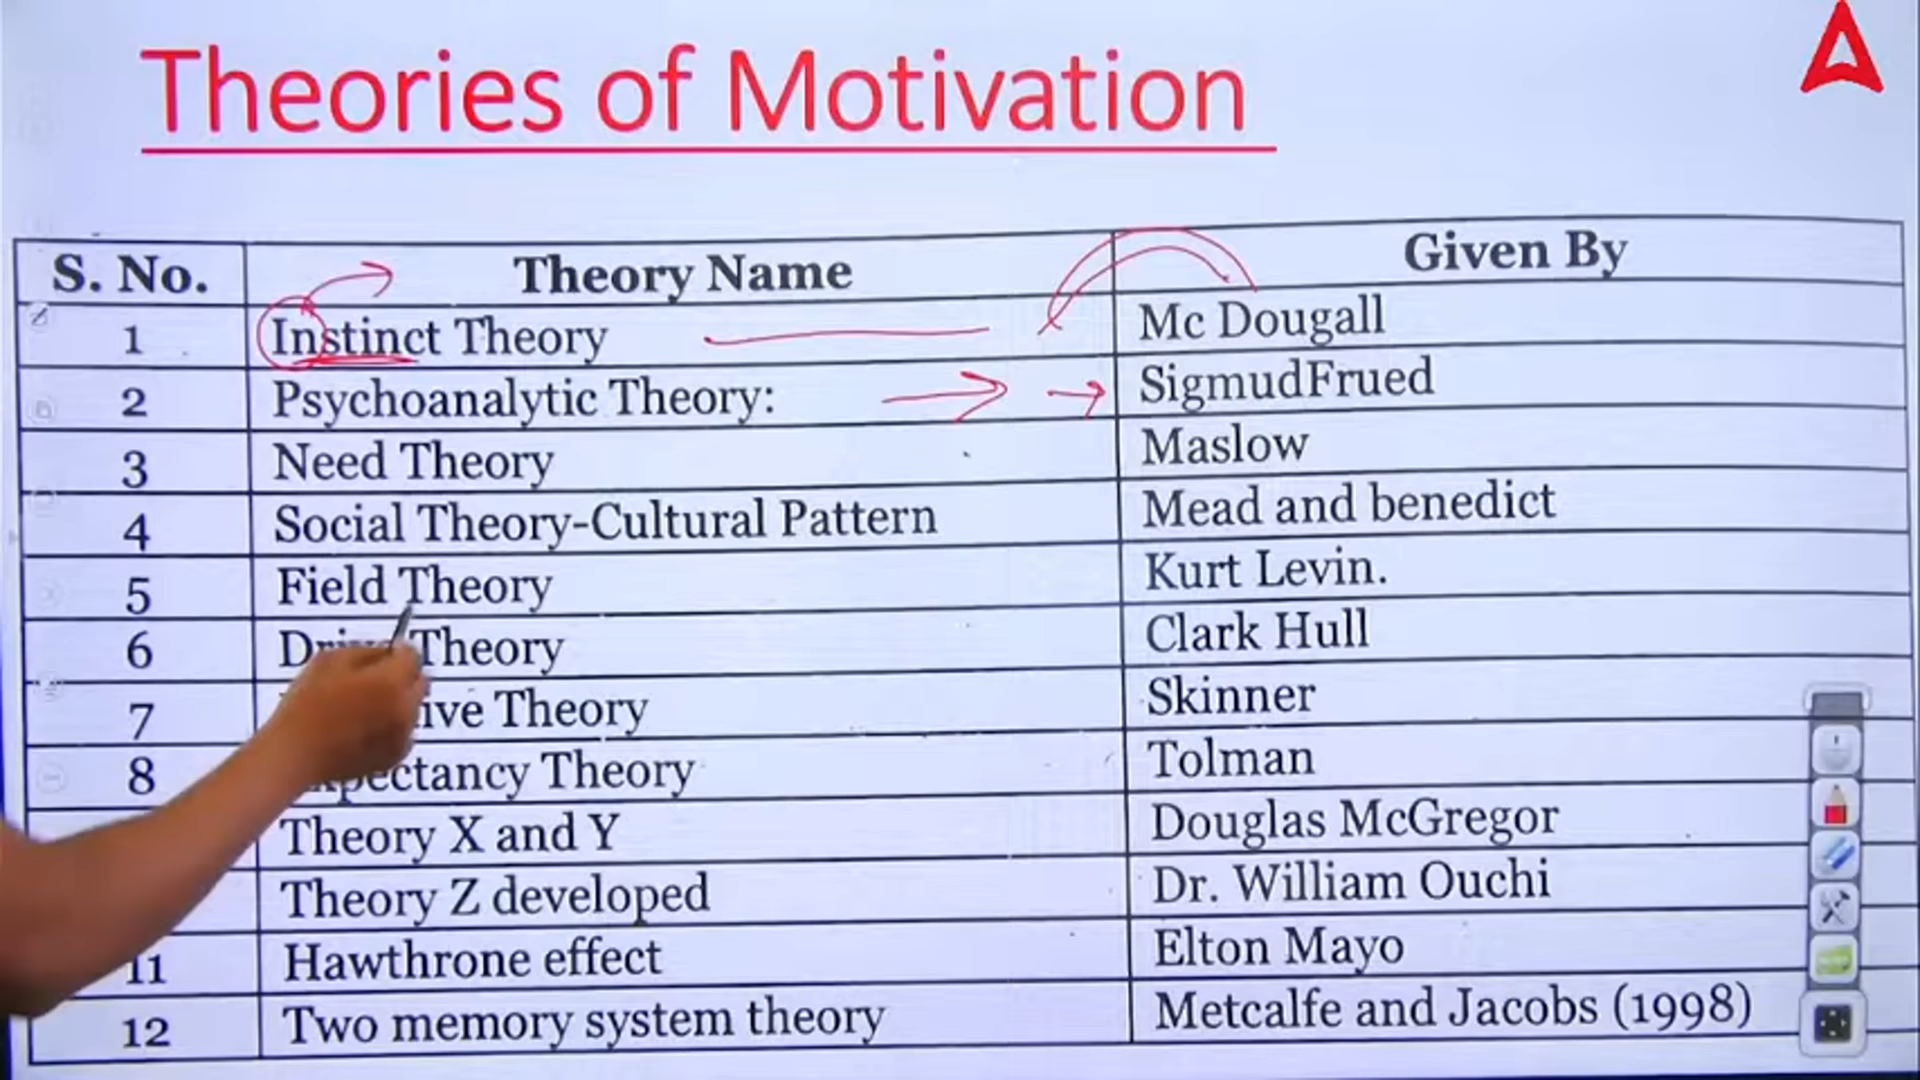 Theories of Motivation
S. No. Theory Name Given By
1 Instinct Theory Mc Dougall
2 Psychoanalytic Theory: SigmudFrued
3 Need Theory Maslow
4 Social Theory-Cultural Pattern Mead and benedict
5 Field Theory Kurt Levin.
6 Drive Theory Clark Hull
7 Theory Skinner
8 Expectancy Theory Tolman
Theory X and Y Douglas McGregor
Theory Z developed Dr. William Ouchi
11 Hawthrone effect Elton Mayo
12 Two memory system theory Metcalfe and Jacobs (1998)